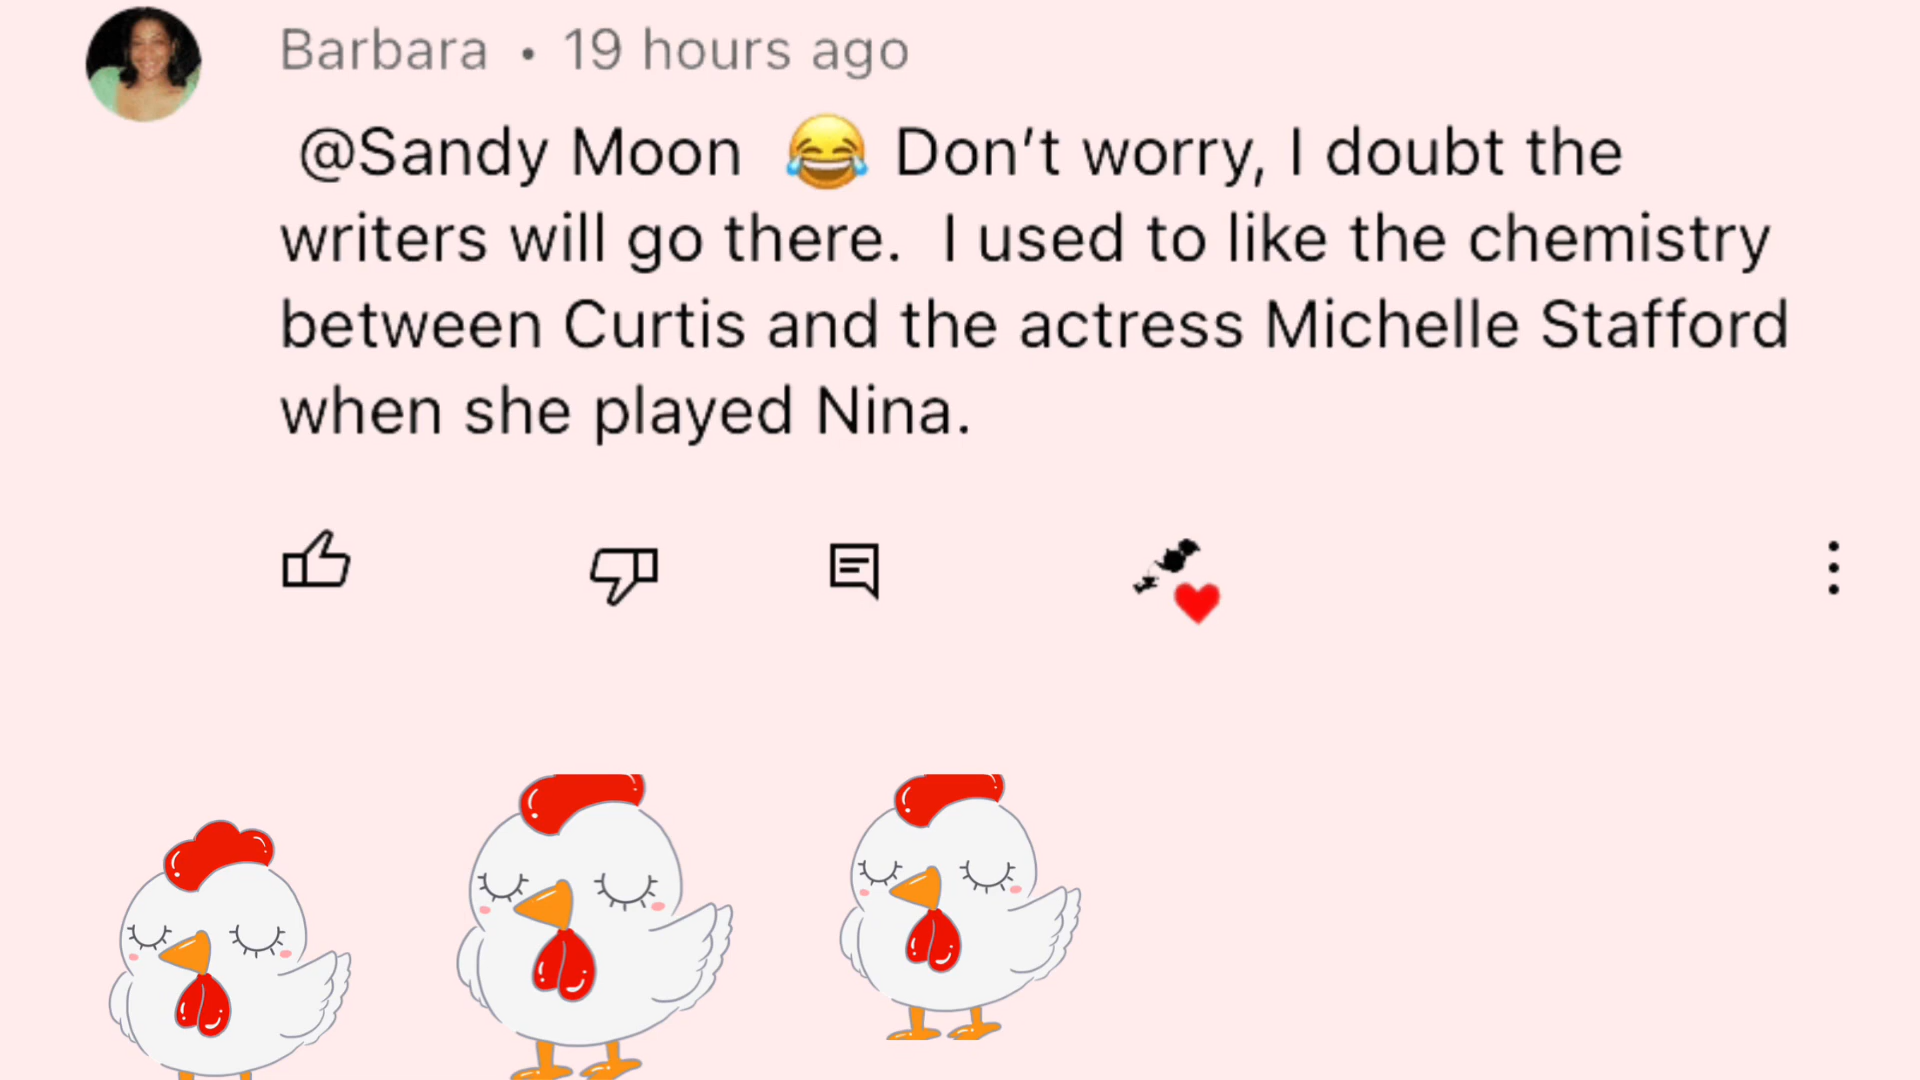 Barbara • 19 hours ago
@Sandy Moon 😂 Don’t worry, I doubt the
writers will go there.  I used to like the chemistry
between Curtis and the actress Michelle Stafford
when she played Nina.